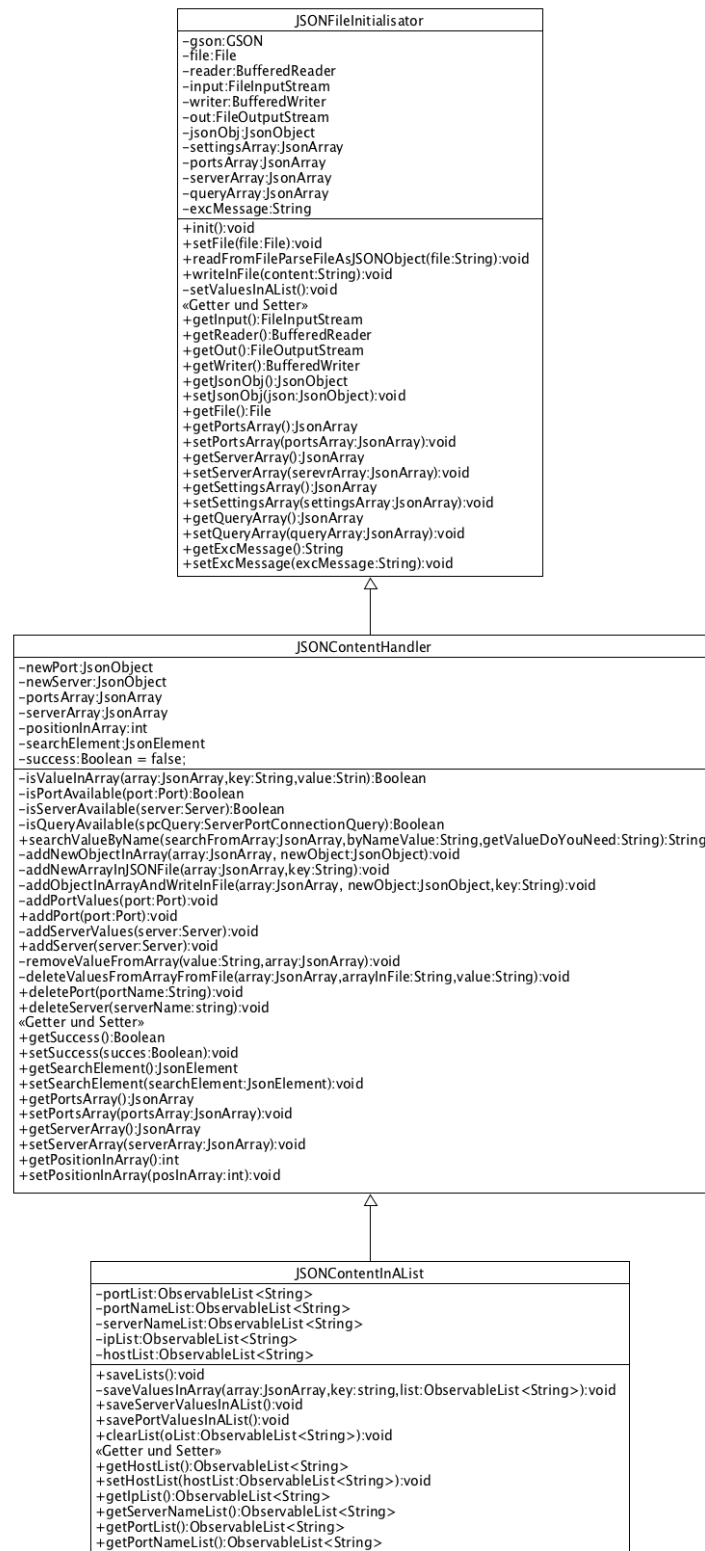 JSONFileInitialisator
-gson:GSON
-file:File
-reader:BufferedReader
-input:FileInputStream
-writer:BufferedWriter
-out:FileOutputStream
-jsonObj:JsonObject
-settingsArray:JsonArray
-portsArray:JsonArray
-serverArray:JsonArray
-queryArray:JsonArray
-excMessage:String
+init():void
+setFile(file:File):void
+readFromFileParseFileAsJSONObject(file:String):void
+writeInFile(content:String):void
-setValuesInAList():void
«Getter und Setter»
+getInput():FileInputStream
+getReader():BufferedReader
+getOut():FileOutputStream
+getWriter():BufferedWriter
+getJsonObj():JsonObject
+setJsonObj(json:JsonObject):void
+getFile():File
+getPortsArray():JsonArray
+setPortsArray(portsArray:JsonArray):void
+getServerArray():JsonArray
+setServerArray(serevrArray:JsonArray):void
+getSettingsArray():JsonArray
+setSettingsArray(settingsArray:JsonArray):void
+getQueryArray():JsonArray
+setQueryArray(queryArray:JsonArray):void
+getExcMessage():String
+setExcMessage(excMessage:String):void
JSONContentHandler
-newPort:JsonObject
-newServer:JsonObject
-portsArray:JsonArray
-serverArray:JsonArray
-positionInArray:int
-searchElement:JsonElement
-success:Boolean = false;
-isValueInArray(array:JsonArray,key:String,value:Strin):Boolean
-isPortAvailable(port:Port):Boolean
-isServerAvailable(server:Server):Boolean
-isQueryAvailable(spcQuery:ServerPortConnectionQuery):Boolean
+searchValueByName(searchFromArray:JsonArray,byNameValue:String,getValueDoYouNeed:String):String
-addNewObjectInArray(array:JsonArray, newObject:JsonObject):void
-addNewArrayInJSONFile(array:JsonArray,key:String):void
-addObjectInArrayAndWriteInFile(array:JsonArray, newObject:JsonObject,key:String):void
-addPortValues(port:Port):void
+addPort(port:Port):void
-addServerValues(server:Server):void
+addServer(server:Server):void
-removeValueFromArray(value:String,array:JsonArray):void
-deleteValuesFromArrayFromFile(array:JsonArray,arrayInFile:String,value:String):void
+deletePort(portName:String):void
+deleteServer(serverName:string):void
«Getter und Setter»
+getSuccess():Boolean
+setSuccess(succes:Boolean):void
+getSearchElement():JsonElement
+setSearchElement(searchElement:JsonElement):void
+getPortsArray():JsonArray
+setPortsArray(portsArray:JsonArray):void
+getServerArray():JsonArray
+setServerArray(serverArray:JsonArray):void
+getPositionInArray():int
+setPositionInArray(posInArray:int):void
JSONContentInAList
-portList:ObservableList<String>
-portNameList:ObservableList<String>
-serverNameList:ObservableList<String>
-ipList:ObservableList<String>
-hostList:ObservableList<String>
+saveLists():void
-saveValuesInArray(array:JsonArray,key:string,list:ObservableList<String>):void
+saveServerValuesInAList():void
+savePortValuesInAList():void
+clearList(oList:ObservableList<String>):void
«Getter und Setter»
+getHostList():ObservableList<String>
+setHostList(hostList:ObservableList<String>):void
+getIpList():ObservableList<String>
+getServerNameList():ObservableList<String>
+getPortList():ObservableList<String>
+getPortNameList():ObservableList<String>